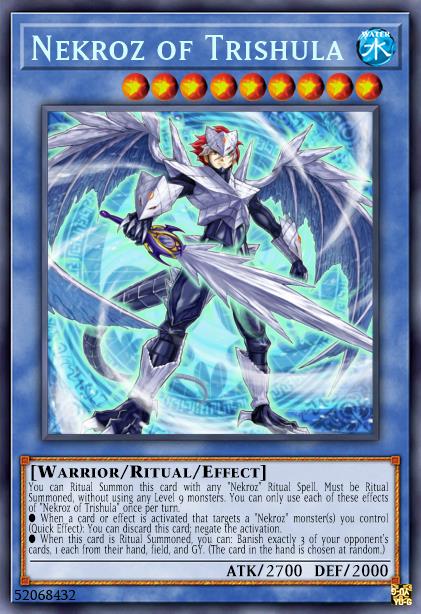 Nekroz of Trishula
WATER
水
[Warrior/Ritual/Effect]
You can Ritual Summon this card with any "Nekroz" Ritual Spell. Must be Ritual
Summoned, without using any Level 9 monsters. You can only use each of these effects
of "Nekroz of Trishula" once per turn.
● When a card or effect is activated that targets a "Nekroz" monster(s) you control
(Quick Effect): You can discard this card; negate the activation.
● When this card is Ritual Summoned, you can: Banish exactly 3 of your opponent's
cards, 1 each from their hand, field, and GY. (The card in the hand is chosen at random.)
ATK/2700 DEF/2000
52068432